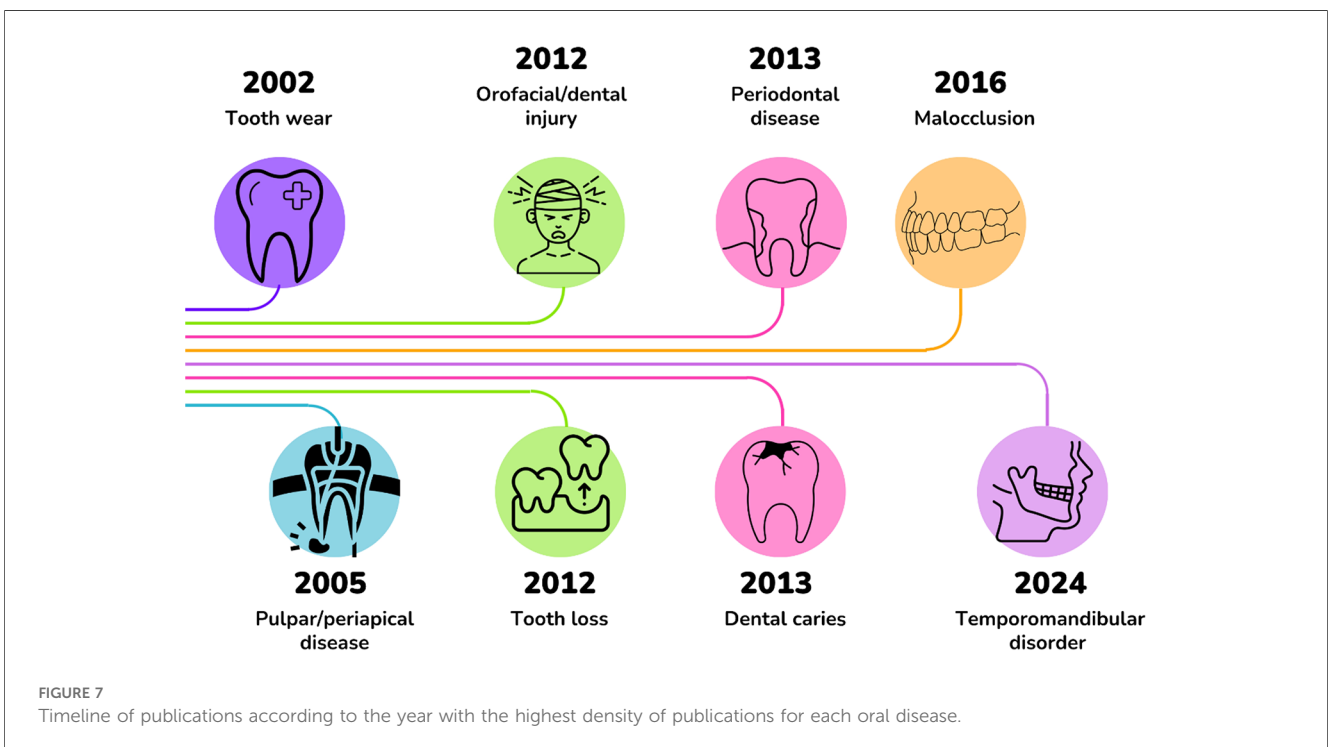 2002
Tooth wear
2012
Orofacial/dental
injury
2013
Periodontal
disease
2016
Malocclusion
2005
Pulpar/periapical
disease
2012
Tooth loss
2013
Dental caries
2024
Temporomandibular
disorder
FIGURE 7
Timeline of publications according to the year with the highest density of publications for each oral disease.